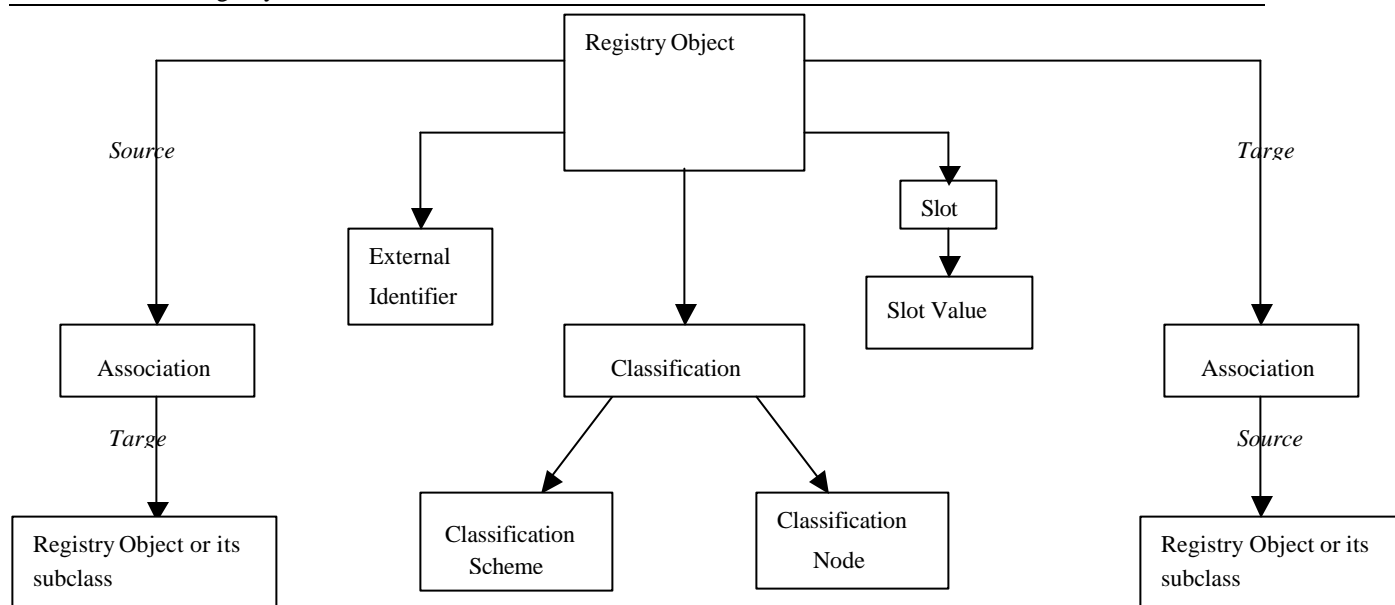 Registry Object
Source
Targe
Slot
External
Identifier
Slot Value
Association
Classification
Association
Targe
Source
Classification
Scheme
Classification
Node
Registry Object or its
subclass
Registry Object or its
subclass